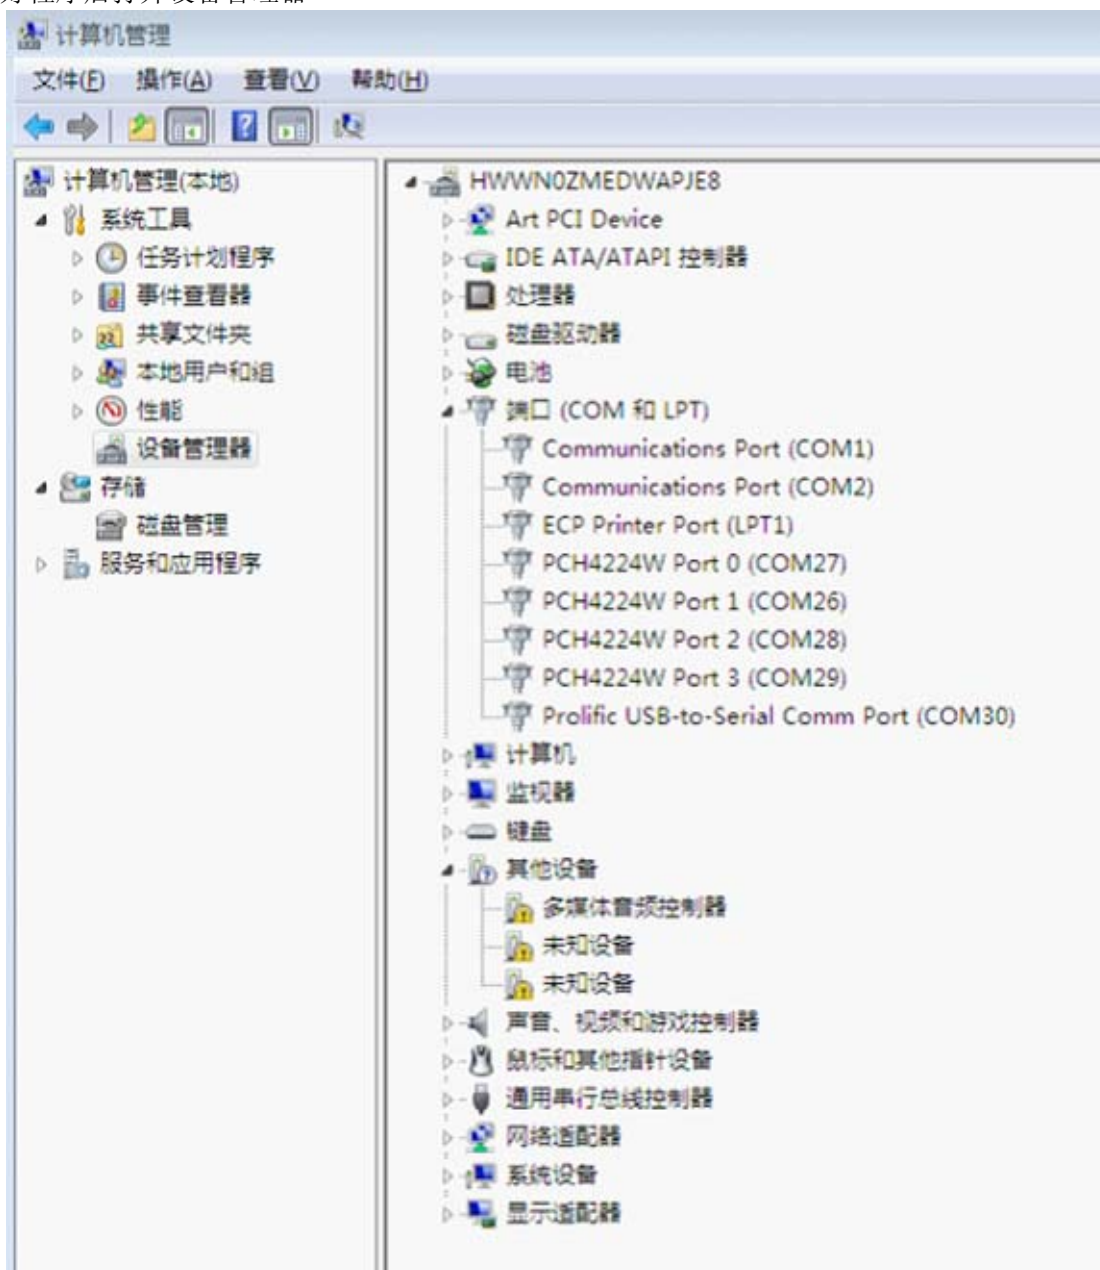 计算机管理
文件(F) 操作(A) 查看(V) 帮助(H)
计算机管理(本地)
系统工具
任务计划程序
事件查看器
共享文件夹
本地用户和组
性能
设备管理器
存储
磁盘管理
服务和应用程序
HWWN0ZMEDWAPJE8
Art PCI Device
IDE ATA/ATAPI 控制器
处理器
磁盘驱动器
电池
端口 (COM 和 LPT)
Communications Port (COM1)
Communications Port (COM2)
ECP Printer Port (LPT1)
PCH4224W Port 0 (COM27)
PCH4224W Port 1 (COM26)
PCH4224W Port 2 (COM28)
PCH4224W Port 3 (COM29)
Prolific USB-to-Serial Comm Port (COM30)
计算机
监视器
键盘
其他设备
多媒体音频控制器
未知设备
未知设备
声音、视频和游戏控制器
鼠标和其他指针设备
通用串行总线控制器
网络适配器
系统设备
显示适配器